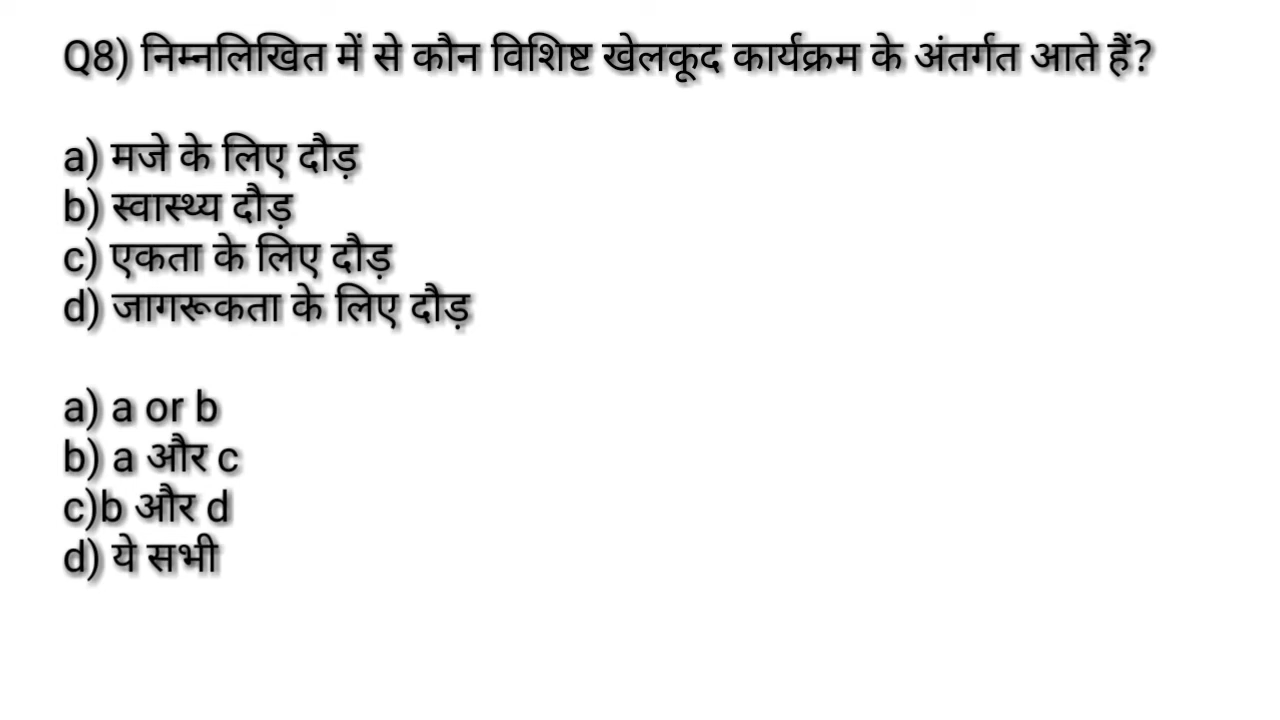 Q8) निम्नलिखित में से कौन विशिष्ट खेलकूद कार्यक्रम के अंतर्गत आते हैं?
a) मजे के लिए दौड़
b) स्वास्थ्य दौड़
c) एकता के लिए दौड़
d) जागरूकता के लिए दौड़
a) a or b
b) a और c
c)b और d
d) ये सभी